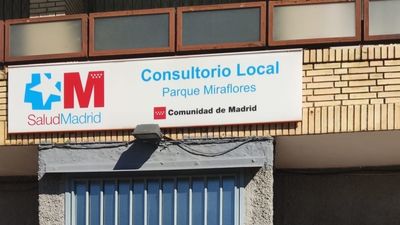 M
SaludMadrid
Consultorio Local
Parque Miraflores
Comunidad de Madrid